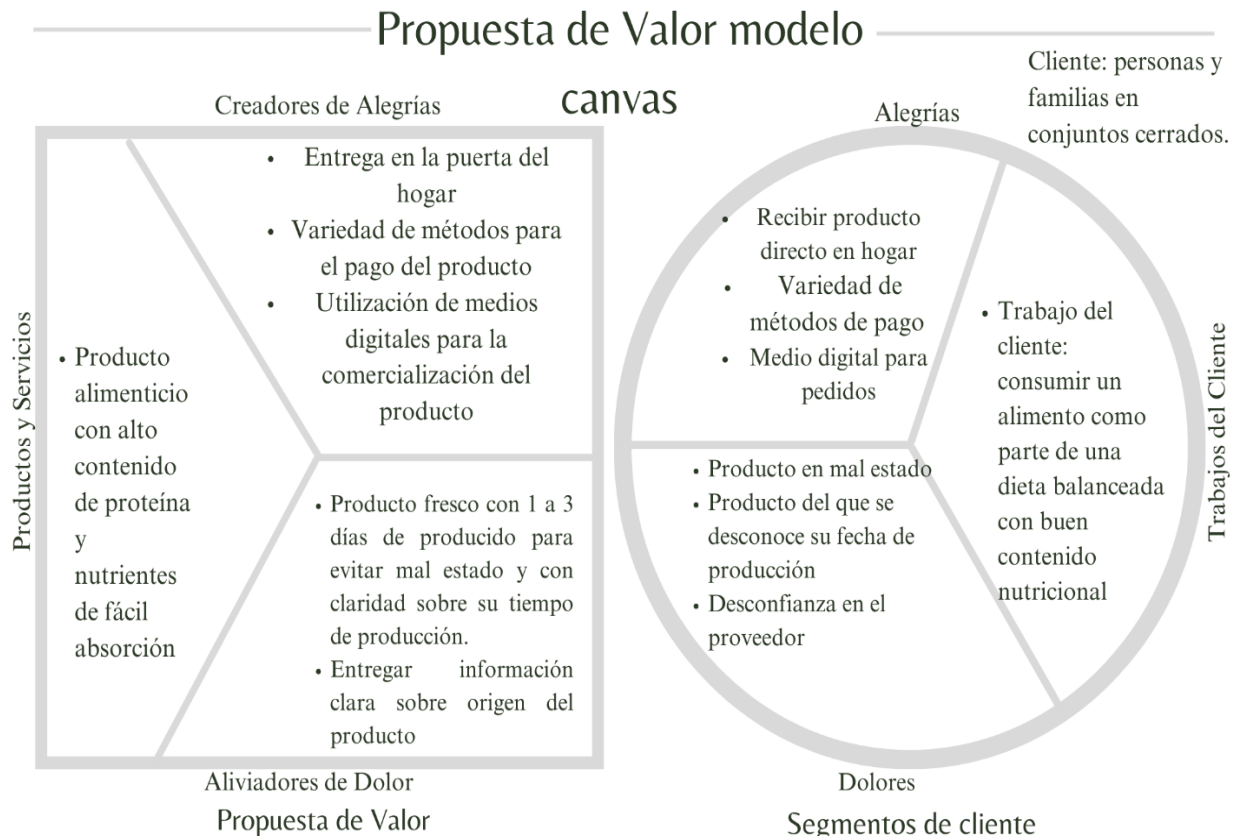 Propuesta de Valor modelo
canvas
Cliente: personas y
familias en
conjuntos cerrados.
Creadores de Alegrías
Productos y Servicios
• Producto
alimenticio
con alto
contenido
de proteína
y
nutrientes
de fácil
absorción
• Entrega en la puerta del
hogar
• Variedad de métodos para
el pago del producto
• Utilización de medios
digitales para la
comercialización del
producto
• Producto fresco con 1 a 3
días de producido para
evitar mal estado y con
claridad sobre su tiempo
de producción.
• Entregar información
clara sobre origen del
producto
Aliviadores de Dolor
Propuesta de Valor
Alegrías
• Recibir producto
directo en hogar
• Variedad de
métodos de pago
• Medio digital para
pedidos
• Trabajo del
cliente:
consumir un
alimento como
parte de una
dieta balanceada
con buen
contenido
nutricional
Trabajos del Cliente
• Producto en mal estado
• Producto del que se
desconoce su fecha de
producción
• Desconfianza en el
proveedor
Dolores
Segmentos de cliente